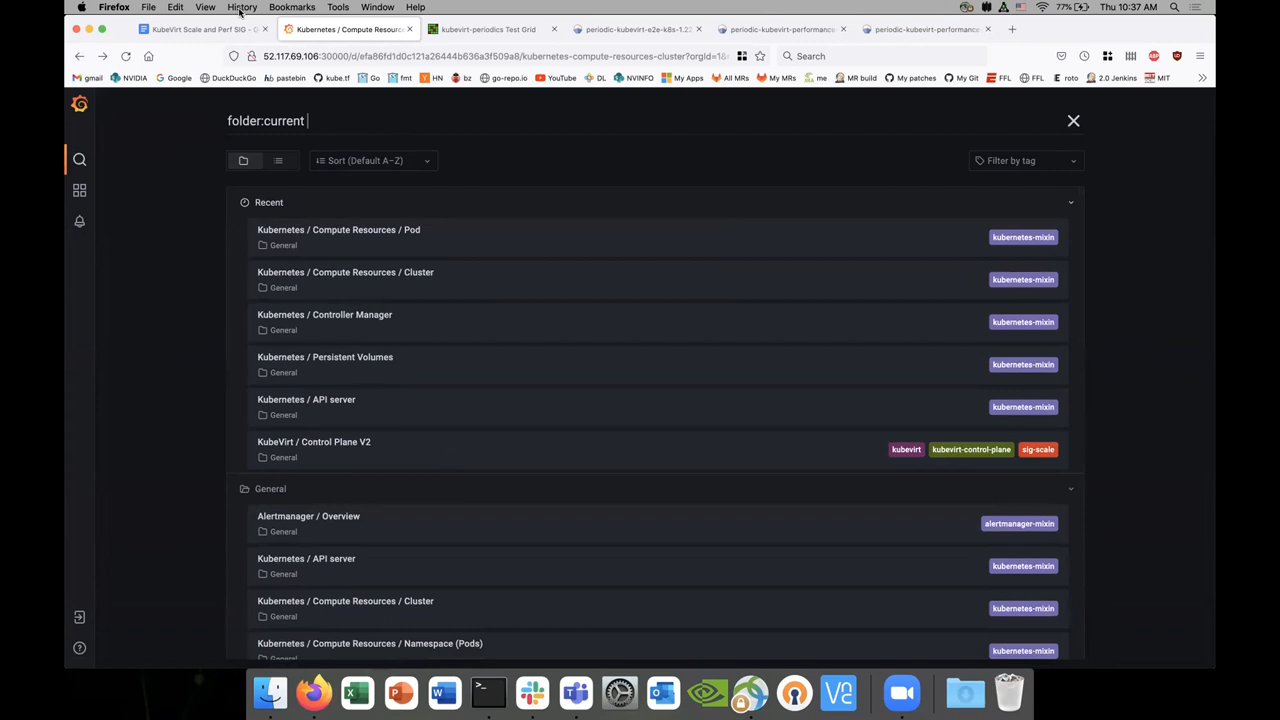 Firefox File Edit View History Bookmarks Tools Window Help 77% Thu 10:37 AM
KubeVirt Scale and Perf SIG - G Kubernetes / Compute Resource kubevirt-periodics Test Grid periodic-kubevirt-e2e-k8s-1.22 periodic-kubevirt-performance- periodic-kubevirt-performance-
52.117.69.106:30000/d/efa86fd1d0c121a26444b636a3f509a8/kubernetes-compute-resources-cluster?orgId=1& Search
gmail NVIDIA Google DuckDuckGo pastebin kube.tf Go fmt HN bz go-repo.io YouTube DL NVINFO My Apps All MRs My MRs me MR build My patches My Git FFL FFL roto 2.0 Jenkins MIT
folder:current
Sort (Default A–Z) Filter by tag
Recent
Kubernetes / Compute Resources / Pod
General
kubernetes-mixin
Kubernetes / Compute Resources / Cluster
General
kubernetes-mixin
Kubernetes / Controller Manager
General
kubernetes-mixin
Kubernetes / Persistent Volumes
General
kubernetes-mixin
Kubernetes / API server
General
kubernetes-mixin
KubeVirt / Control Plane V2
General
kubevirt kubevirt-control-plane sig-scale
General
Alertmanager / Overview
General
alertmanager-mixin
Kubernetes / API server
General
kubernetes-mixin
Kubernetes / Compute Resources / Cluster
General
kubernetes-mixin
Kubernetes / Compute Resources / Namespace (Pods)
General
kubernetes-mixin